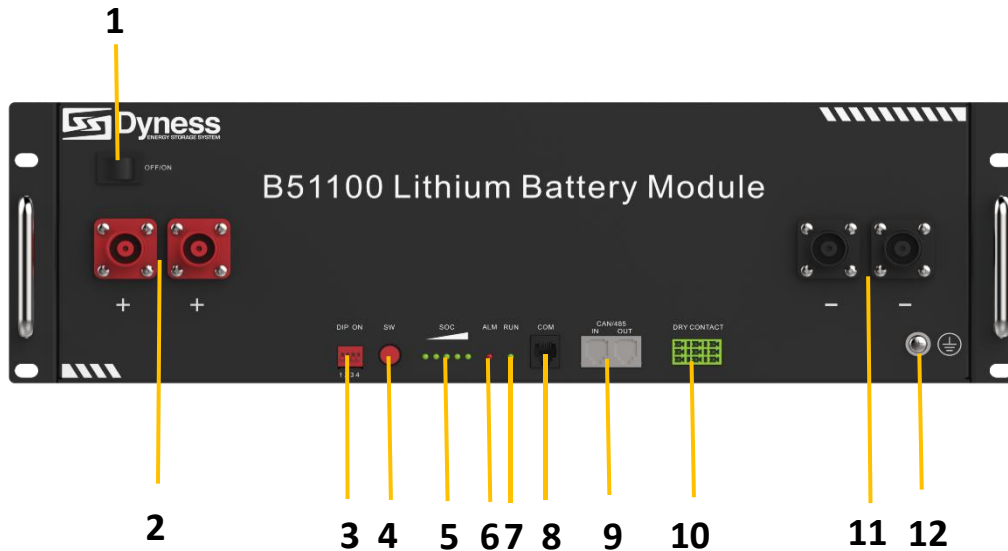 1
Dyness
ENERGY STORAGE SYSTEM
OFF/ON
B51100 Lithium Battery Module
+ + − −
DIP ON SW SOC ALM RUN COM CAN/485 DRY CONTACT
IN OUT
1 2 3 4
2 3 4 5 6 7 8 9 10 11 12